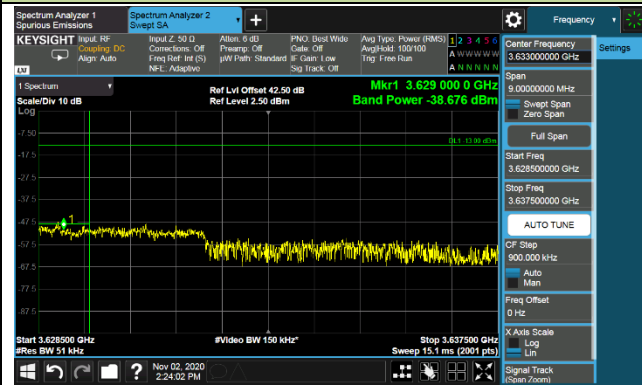 Spectrum Analyzer 1
Spurious Emissions
Spectrum Analyzer 2
Swept SA
Frequency
KEYSIGHT
Input: RF
Coupling: DC
Align: Auto
Input Z: 50 Ω
Corrections: Off
Freq Ref: Int (S)
NFE: Adaptive
Atten: 6 dB
Preamp: Off
µW Path: Standard
PNO: Best Wide
Gate: Off
IF Gain: Low
Sig Track: Off
Avg Type: Power (RMS)
Avg|Hold: 100/100
Trig: Free Run
1 2 3 4 5 6
A W W W W W
A N N N N N
LXI
Center Frequency
3.633000000 GHz
Settings
Span
9.00000000 MHz
Swept Span
Zero Span
Full Span
Start Freq
3.628500000 GHz
Stop Freq
3.637500000 GHz
AUTO TUNE
CF Step
900.000 kHz
Auto
Man
Freq Offset
0 Hz
X Axis Scale
Log
Lin
Signal Track
(Span Zoom)
1 Spectrum
Scale/Div 10 dB
Log
Ref Lvl Offset 42.50 dB
Ref Level 2.50 dBm
Mkr1 3.629 000 0 GHz
Band Power -38.676 dBm
DL1 -13.00 dBm
-7.50
-17.5
-27.5
-37.5
-47.5
-57.5
-67.5
-77.5
-87.5
1
Start 3.628500 GHz
#Res BW 51 kHz
#Video BW 150 kHz*
Stop 3.637500 GHz
Sweep 15.1 ms (2001 pts)
Nov 02, 2020
2:24:02 PM